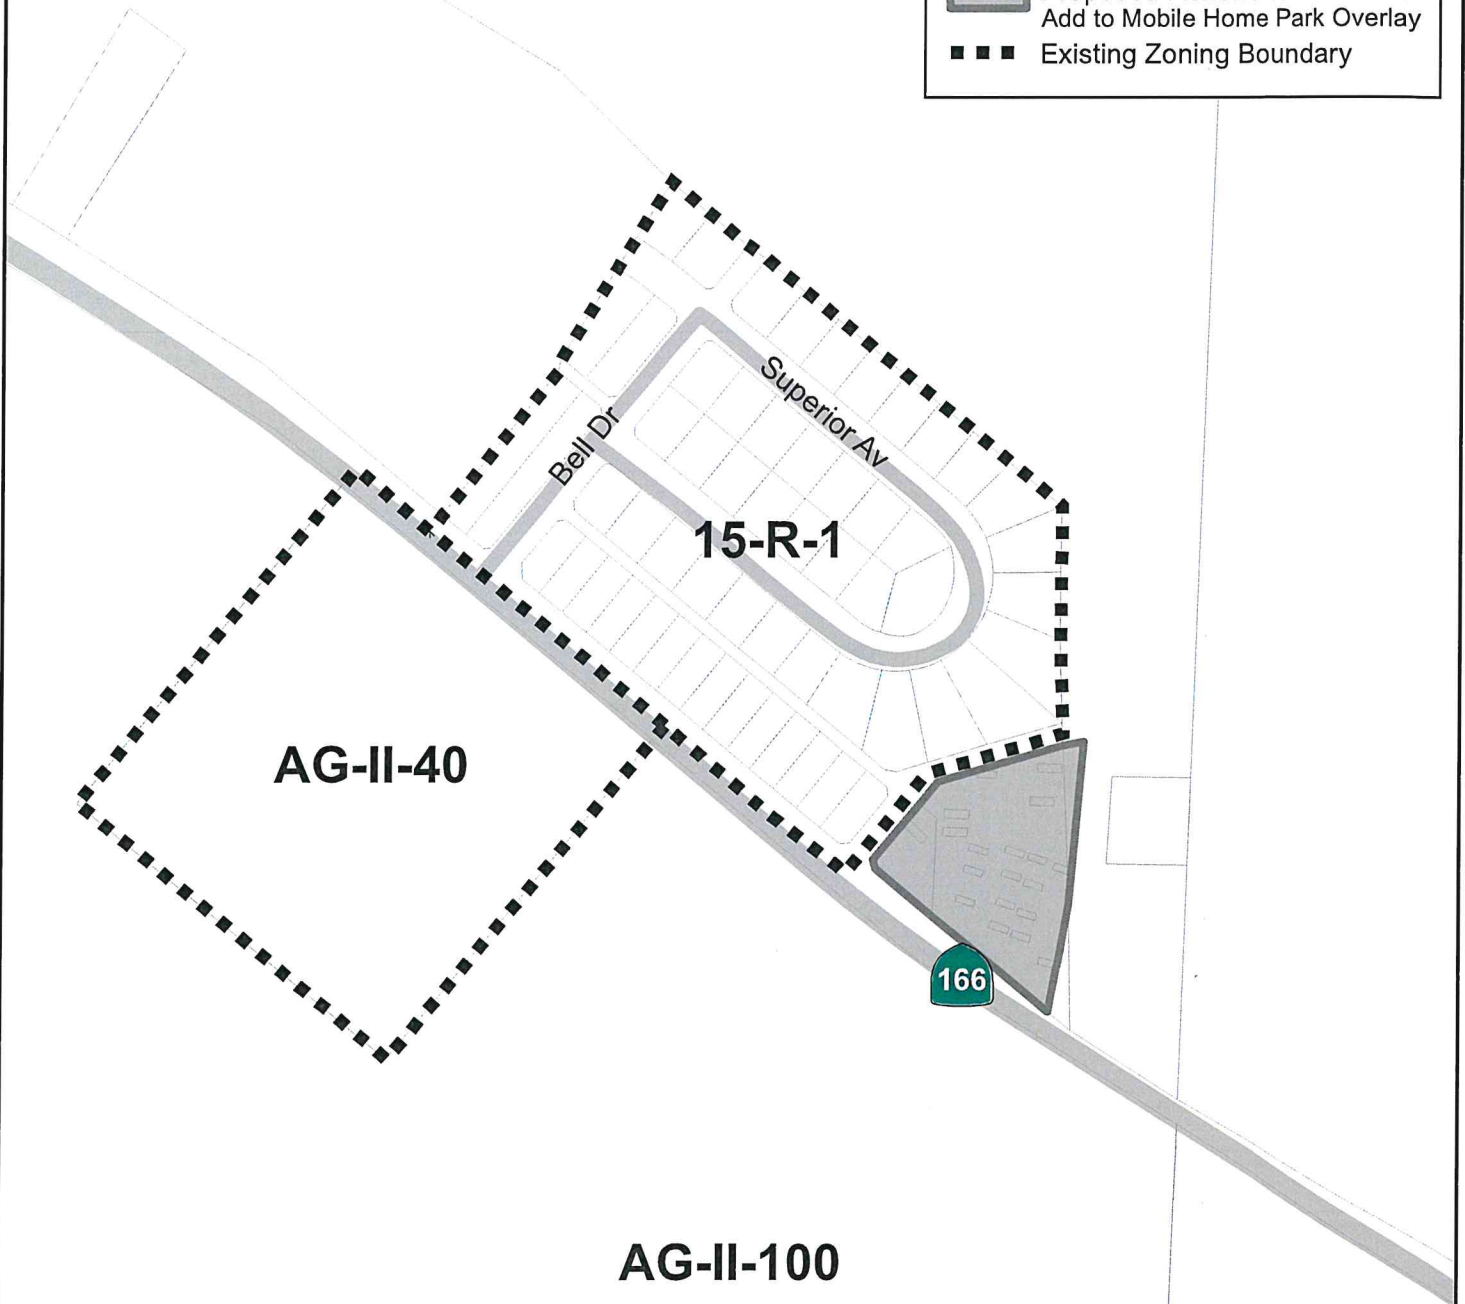 Add to Mobile Home Park Overlay
Existing Zoning Boundary
Superior Av
Bell Dr
15-R-1
AG-II-40
166
AG-II-100